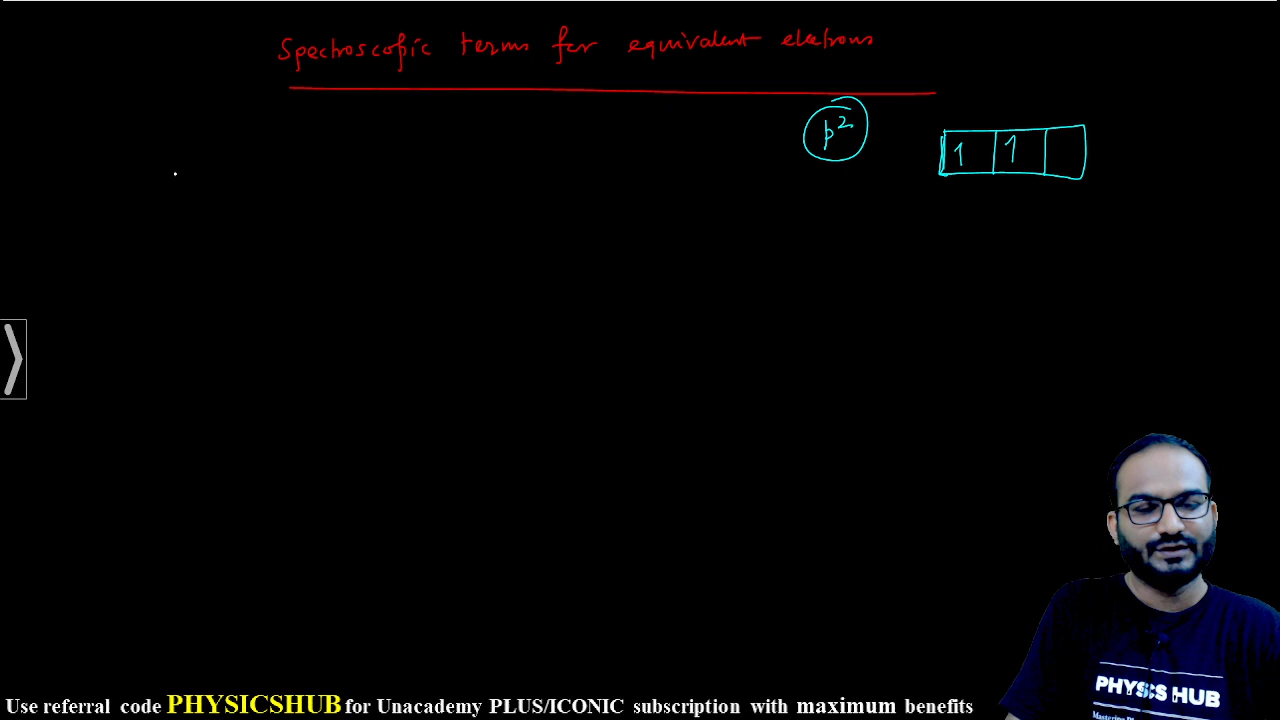 Spectroscopic terms for equivalent eletrons
p²
1 1
PHYSICS HUB
Use referral code PHYSICSHUB for Unacademy PLUS/ICONIC subscription with maximum benefits